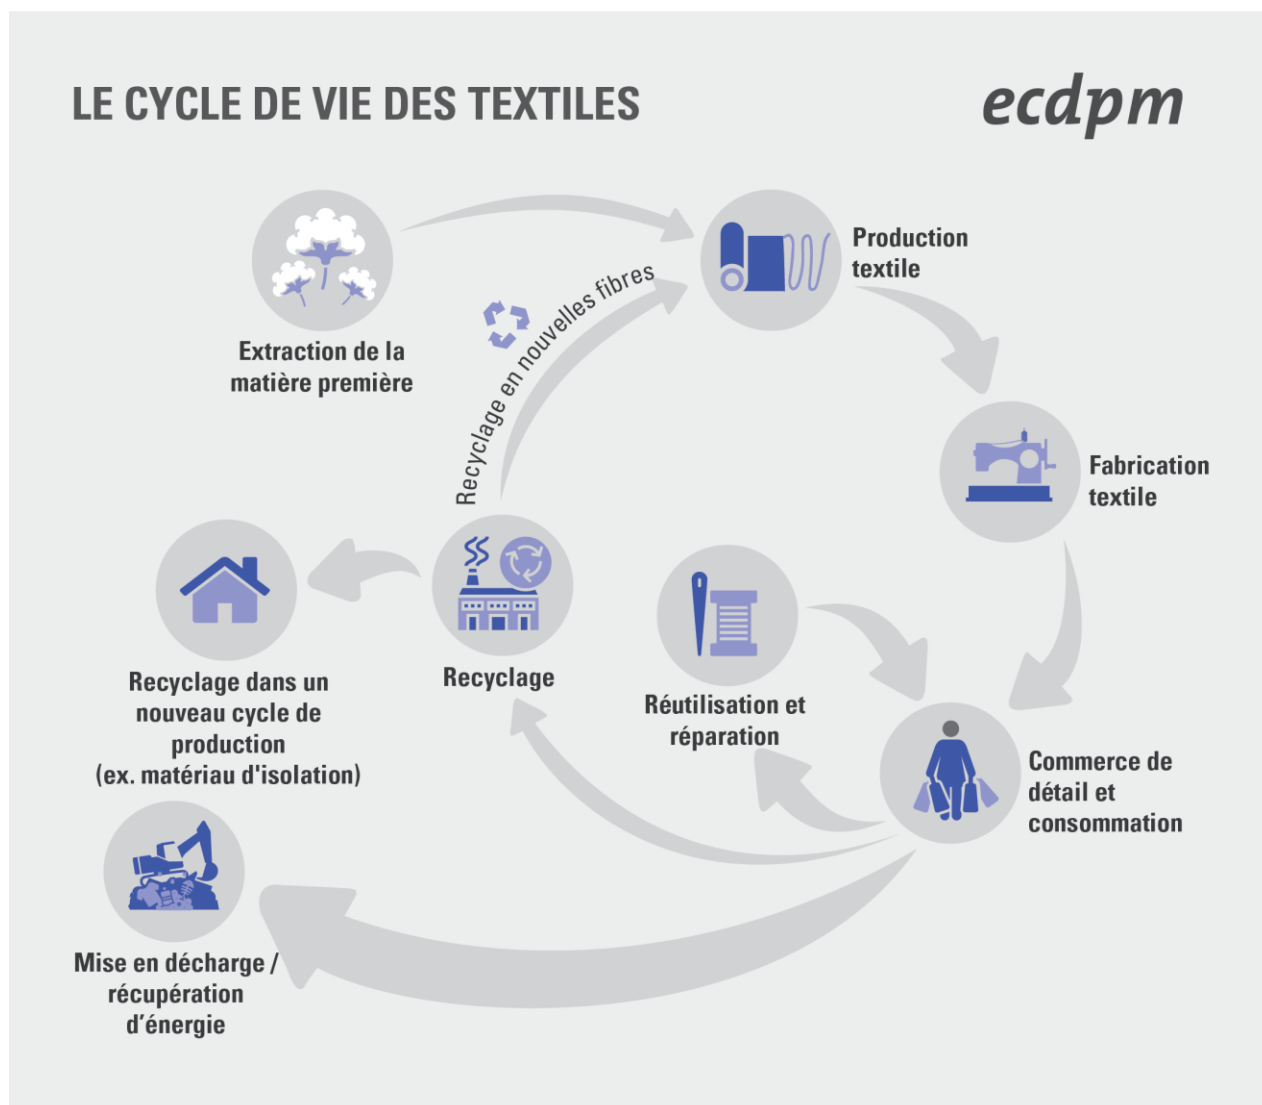 LE CYCLE DE VIE DES TEXTILES
ecdpm
Extraction de la
matière première
Recyclage en nouvelles fibres
Production
textile
Fabrication
textile
Recyclage dans un
nouveau cycle de
production
(ex. matériau d'isolation)
Recyclage
Réutilisation et
réparation
Commerce de
détail et
consommation
Mise en décharge /
récupération
d’énergie